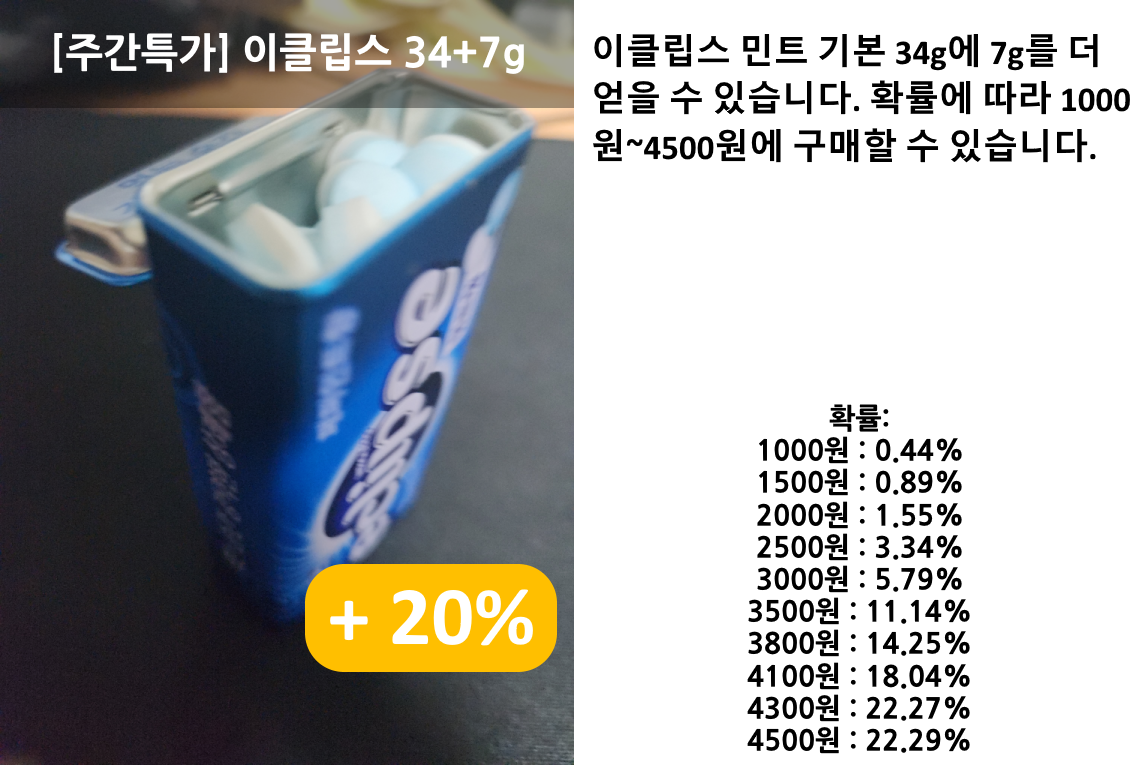 [주간특가] 이클립스 34+7g
이클립스 민트 기본 34g에 7g를 더
얻을 수 있습니다. 확률에 따라 1000
원~4500원에 구매할 수 있습니다.
+ 20%
확률:
1000원 : 0.44%
1500원 : 0.89%
2000원 : 1.55%
2500원 : 3.34%
3000원 : 5.79%
3500원 : 11.14%
3800원 : 14.25%
4100원 : 18.04%
4300원 : 22.27%
4500원 : 22.29%